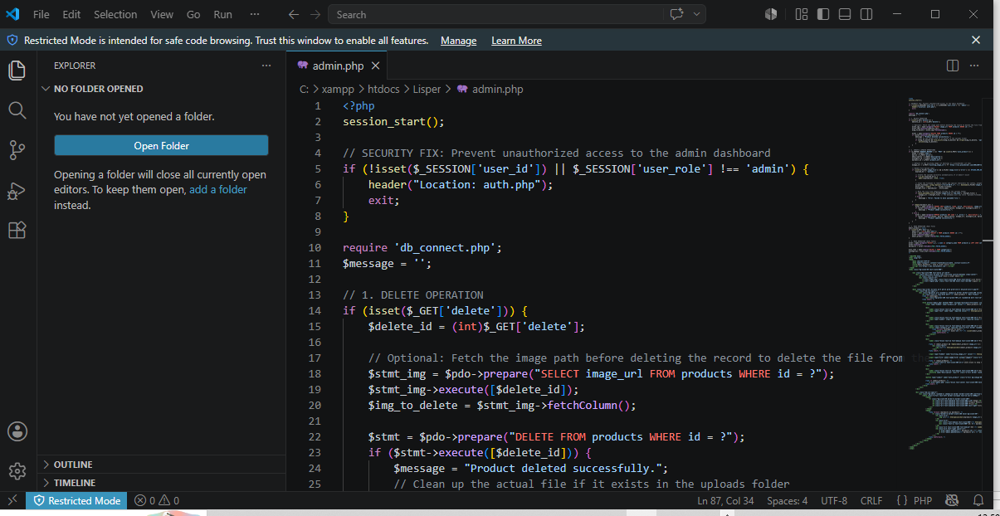 File Edit Selection View Go Run ··· Search
Restricted Mode is intended for safe code browsing. Trust this window to enable all features. Manage Learn More
EXPLORER ···
NO FOLDER OPENED
You have not yet opened a folder.
Open Folder
Opening a folder will close all currently open
editors. To keep them open, add a folder
instead.
OUTLINE
TIMELINE
admin.php
C: > xampp > htdocs > Lisper > admin.php
1 <?php
2 session_start();
3
4 // SECURITY FIX: Prevent unauthorized access to the admin dashboard
5 if (!isset($_SESSION['user_id']) || $_SESSION['user_role'] !== 'admin') {
6     header("Location: auth.php");
7     exit;
8 }
9
10 require 'db_connect.php';
11 $message = '';
12
13 // 1. DELETE OPERATION
14 if (isset($_GET['delete'])) {
15     $delete_id = (int)$_GET['delete'];
16
17     // Optional: Fetch the image path before deleting the record to delete the file from the
18     $stmt_img = $pdo->prepare("SELECT image_url FROM products WHERE id = ?");
19     $stmt_img->execute([$delete_id]);
20     $img_to_delete = $stmt_img->fetchColumn();
21
22     $stmt = $pdo->prepare("DELETE FROM products WHERE id = ?");
23     if ($stmt->execute([$delete_id])) {
24         $message = "Product deleted successfully.";
25         // Clean up the actual file if it exists in the uploads folder
Restricted Mode 0 0 Ln 87, Col 34 Spaces: 4 UTF-8 CRLF { } PHP